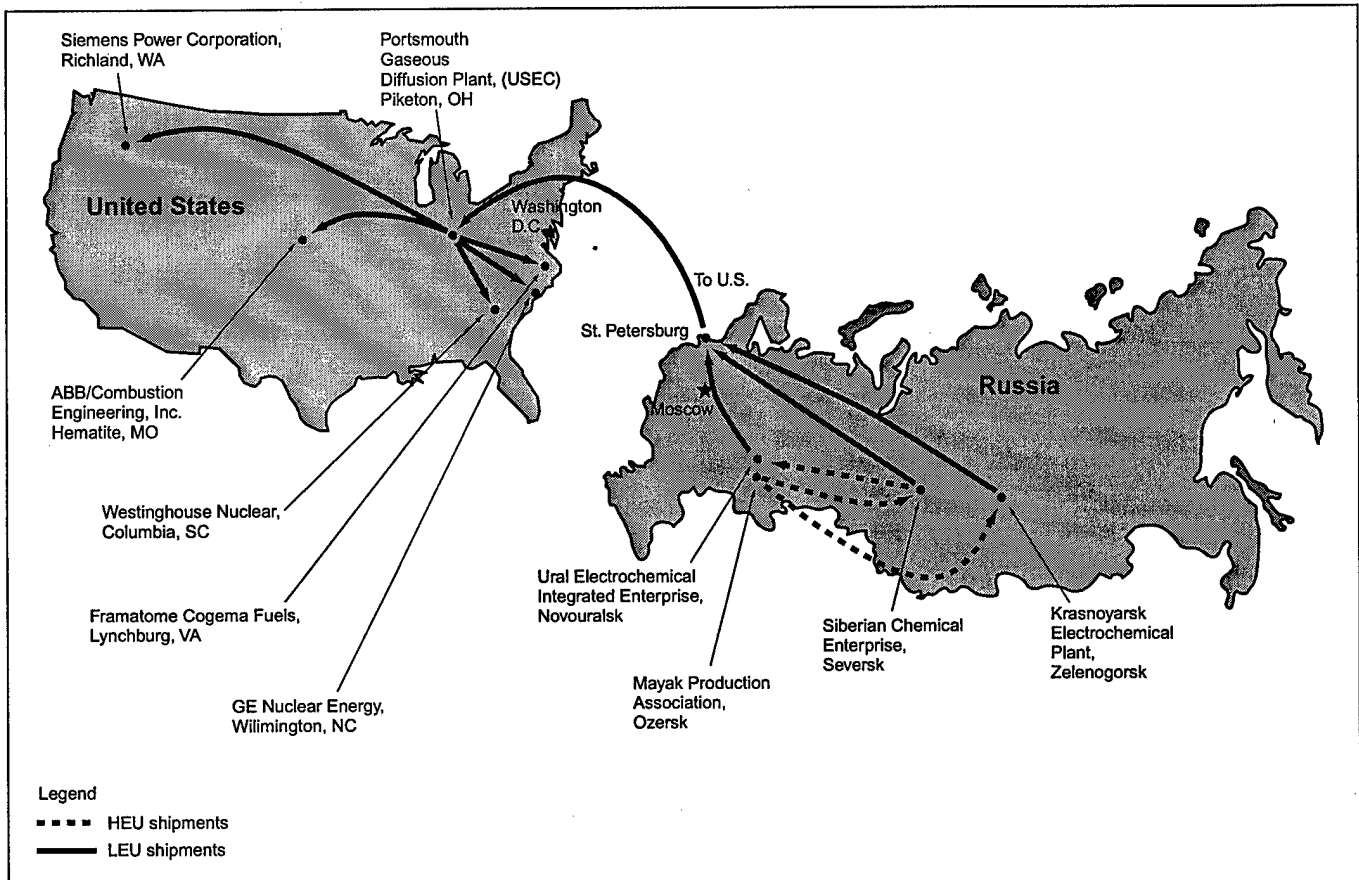 Siemens Power Corporation,
Richland, WA
Portsmouth
Gaseous
Diffusion Plant, (USEC)
Piketon, OH
United States
Washington
D.C.
To U.S.
St. Petersburg
Russia
Moscow
ABB/Combustion
Engineering, Inc.
Hematite, MO
Westinghouse Nuclear,
Columbia, SC
Ural Electrochemical
Integrated Enterprise,
Novouralsk
Framatome Cogema Fuels,
Lynchburg, VA
Siberian Chemical
Enterprise,
Seversk
Krasnoyarsk
Electrochemical
Plant,
Zelenogorsk
Mayak Production
Association,
Ozersk
GE Nuclear Energy,
Wilimington, NC
Legend
HEU shipments
LEU shipments